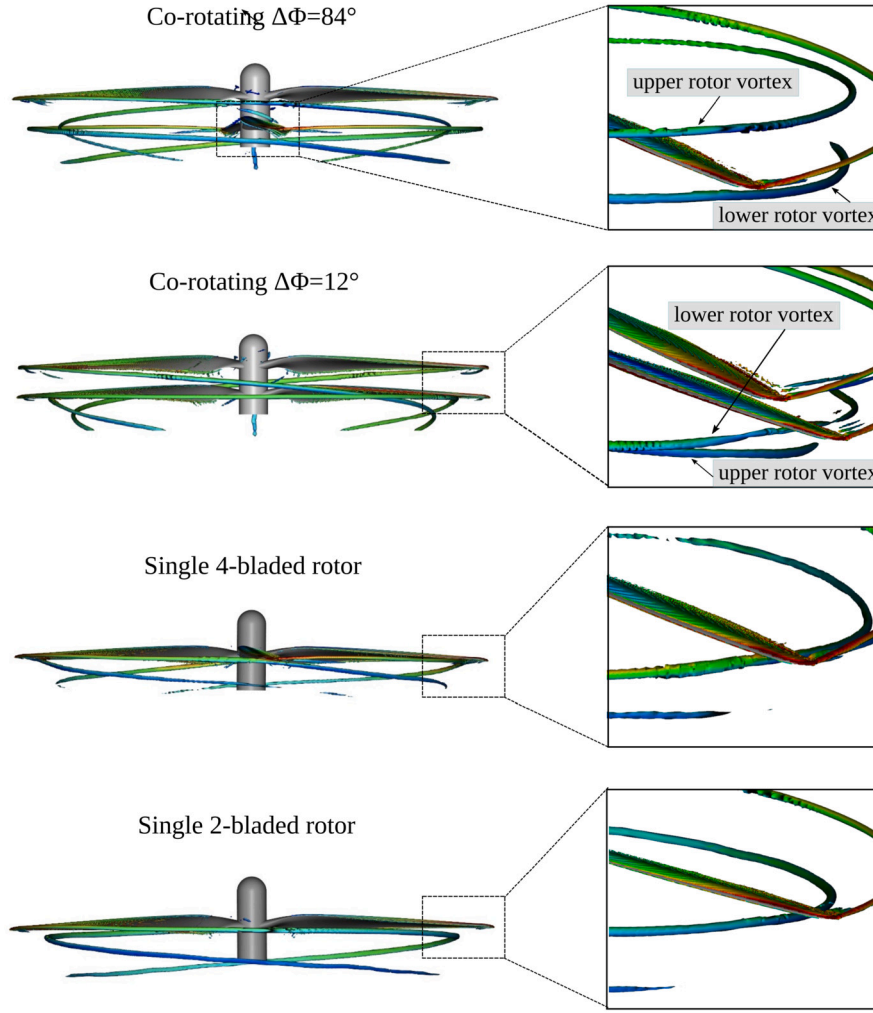 Co-rotating ΔΦ=84°
upper rotor vortex
lower rotor vortex
Co-rotating ΔΦ=12°
lower rotor vortex
upper rotor vortex
Single 4-bladed rotor
Single 2-bladed rotor